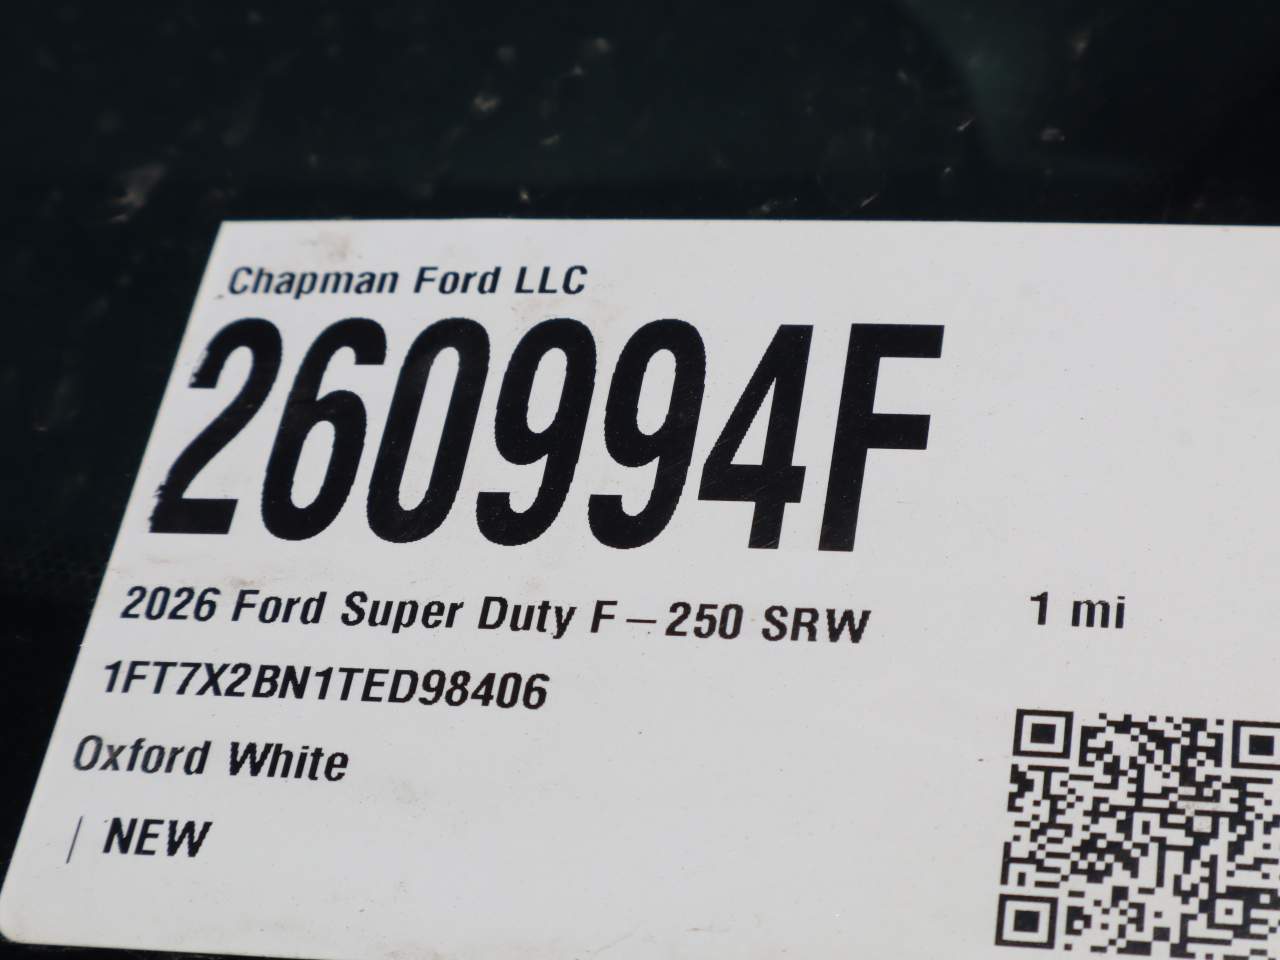 Chapman Ford LLC
260994F
2026 Ford Super Duty F-250 SRW 1 mi
1FT7X2BN1TED98406
Oxford White
| NEW